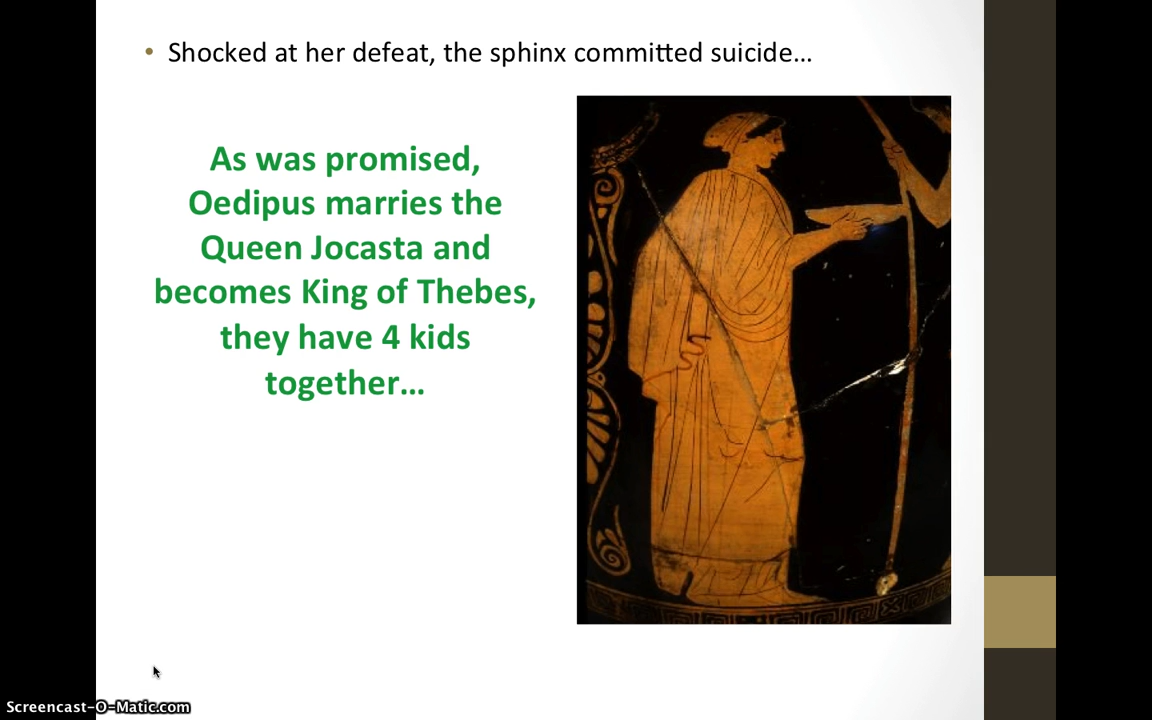 • Shocked at her defeat, the sphinx committed suicide…
As was promised,
Oedipus marries the
Queen Jocasta and
becomes King of Thebes,
they have 4 kids
together…
Screencast-O-Matic.com